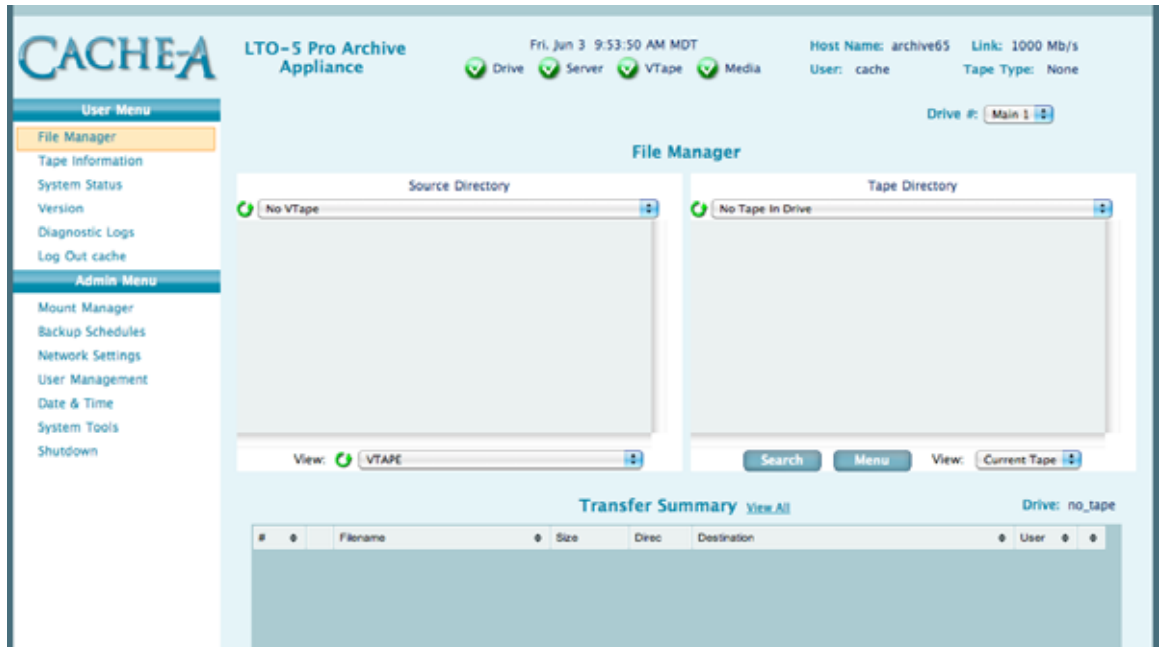 CACHE-A
LTO-5 Pro Archive
Appliance
Fri, Jun 3 9:53:50 AM MDT
Drive Server VTape Media
Host Name: archive65 Link: 1000 Mb/s
User: cache Tape Type: None
User Menu
File Manager
Tape Information
System Status
Version
Diagnostic Logs
Log Out cache
Admin Menu
Mount Manager
Backup Schedules
Network Settings
User Management
Date & Time
System Tools
Shutdown
Drive #: Main 1
File Manager
Source Directory
No VTape
View: VTAPE
Tape Directory
No Tape In Drive
Search Menu View: Current Tape
Transfer Summary View All
Drive: no_tape
# Filename Size Direc Destination User